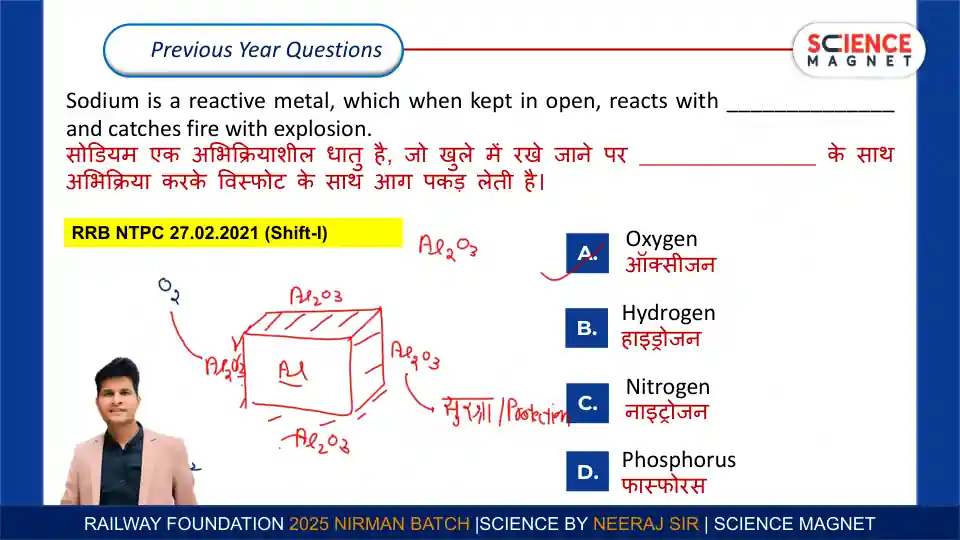 Previous Year Questions
SCIENCE
MAGNET
Sodium is a reactive metal, which when kept in open, reacts with ______________
and catches fire with explosion.
सोडियम एक अभिक्रियाशील धातु है, जो खुले में रखे जाने पर ______________ के साथ
अभिक्रिया करके विस्फोट के साथ आग पकड़ लेती है।
RRB NTPC 27.02.2021 (Shift-I)
Al2O3
A. Oxygen
ऑक्सीजन
B. Hydrogen
हाइड्रोजन
C. Nitrogen
नाइट्रोजन
D. Phosphorus
फास्फोरस
O2
Al2O3
Al2O3
Al
Al2O3
सुरक्षा / Protection
Al2O3
2
RAILWAY FOUNDATION 2025 NIRMAN BATCH |SCIENCE BY NEERAJ SIR | SCIENCE MAGNET